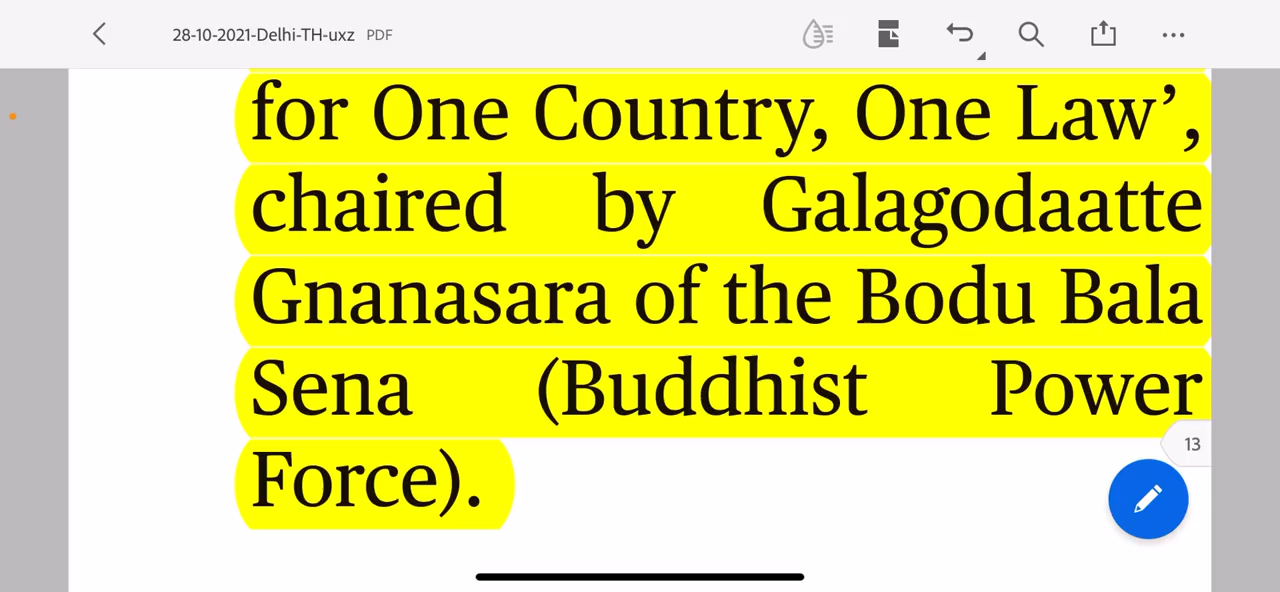 28-10-2021-Delhi-TH-uxz PDF
for One Country, One Law’,
chaired by Galagodaatte
Gnanasara of the Bodu Bala
Sena (Buddhist Power
Force).
13